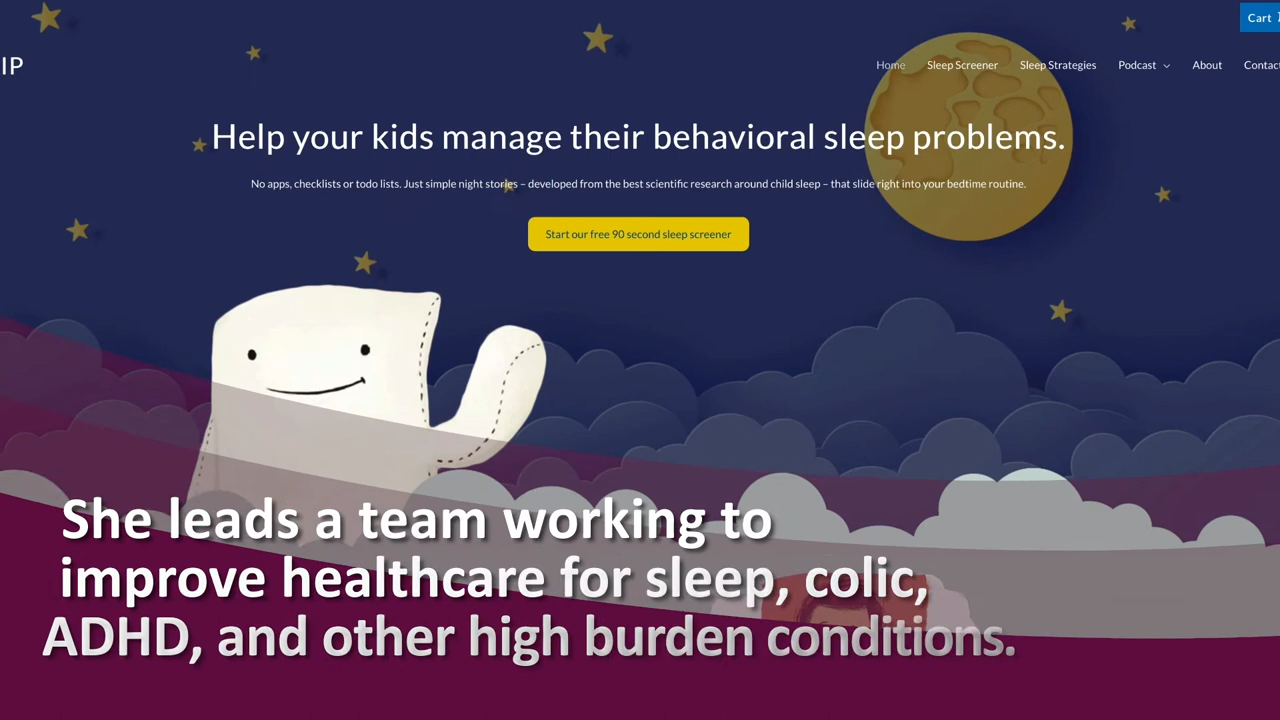 Cart
IP
Home Sleep Screener Sleep Strategies Podcast About Contact
Help your kids manage their behavioral sleep problems.
No apps, checklists or todo lists. Just simple night stories – developed from the best scientific research around child sleep – that slide right into your bedtime routine.
Start our free 90 second sleep screener
She leads a team working to
improve healthcare for sleep, colic,
ADHD, and other high burden conditions.